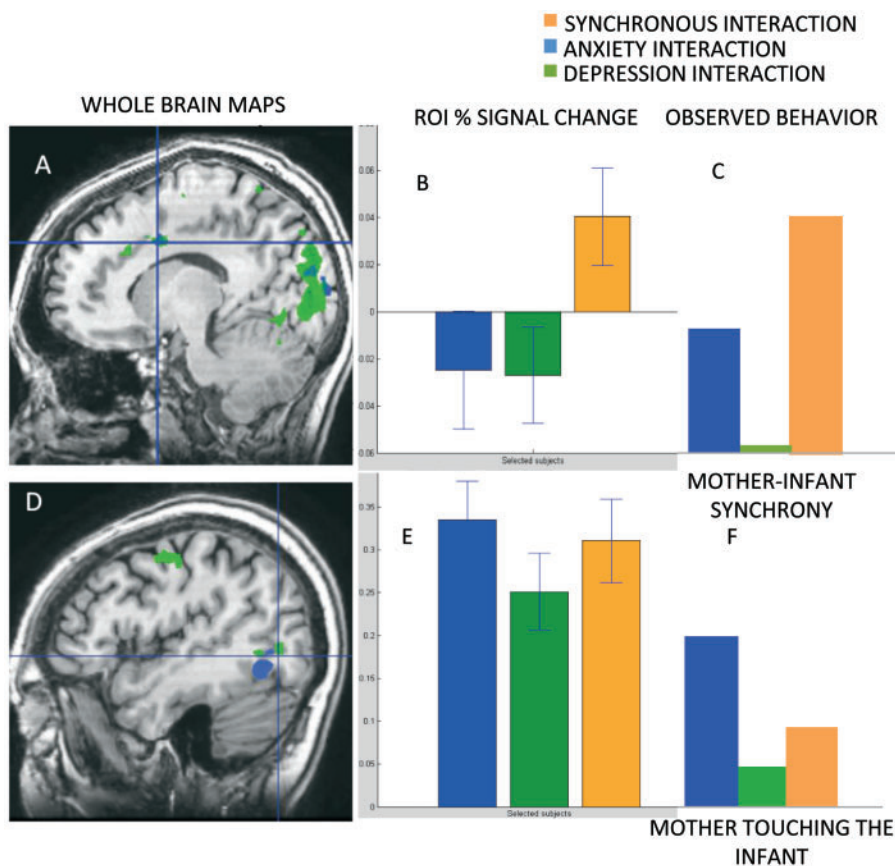 SYNCHRONOUS INTERACTION
ANXIETY INTERACTION
DEPRESSION INTERACTION
WHOLE BRAIN MAPS
ROI % SIGNAL CHANGE
OBSERVED BEHAVIOR
A
B
C
0.06
0.04
0.02
0
0.02
0.04
0.06
Selected subjects
MOTHER-INFANT
SYNCHRONY
D
E
F
0.35
0.3
0.25
0.2
0.15
0.1
0.05
0
Selected subjects
MOTHER TOUCHING THE
INFANT